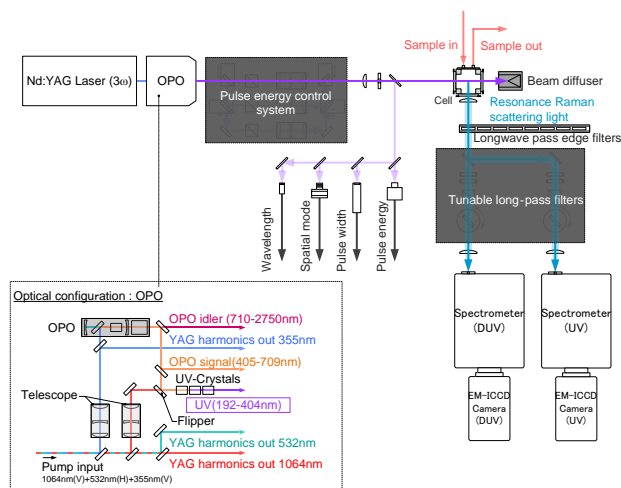 Sample in
Sample out
Nd:YAG Laser (3ω)
OPO
Pulse energy control
system
Cell
Beam diffuser
Resonance Raman
scattering light
Longwave pass edge filters
Tunable long-pass filters
Wavelength
Spatial mode
Pulse width
Pulse energy
Spectrometer
(DUV)
Spectrometer
(UV)
EM-ICCD
Camera
(DUV)
EM-ICCD
Camera
(UV)
Optical configuration : OPO
OPO
OPO idler (710-2750nm)
YAG harmonics out 355nm
OPO signal(405-709nm)
UV-Crystals
Telescope
UV(192-404nm)
Flipper
YAG harmonics out 532nm
YAG harmonics out 1064nm
Pump input
1064nm(V)+532nm(H)+355nm(V)